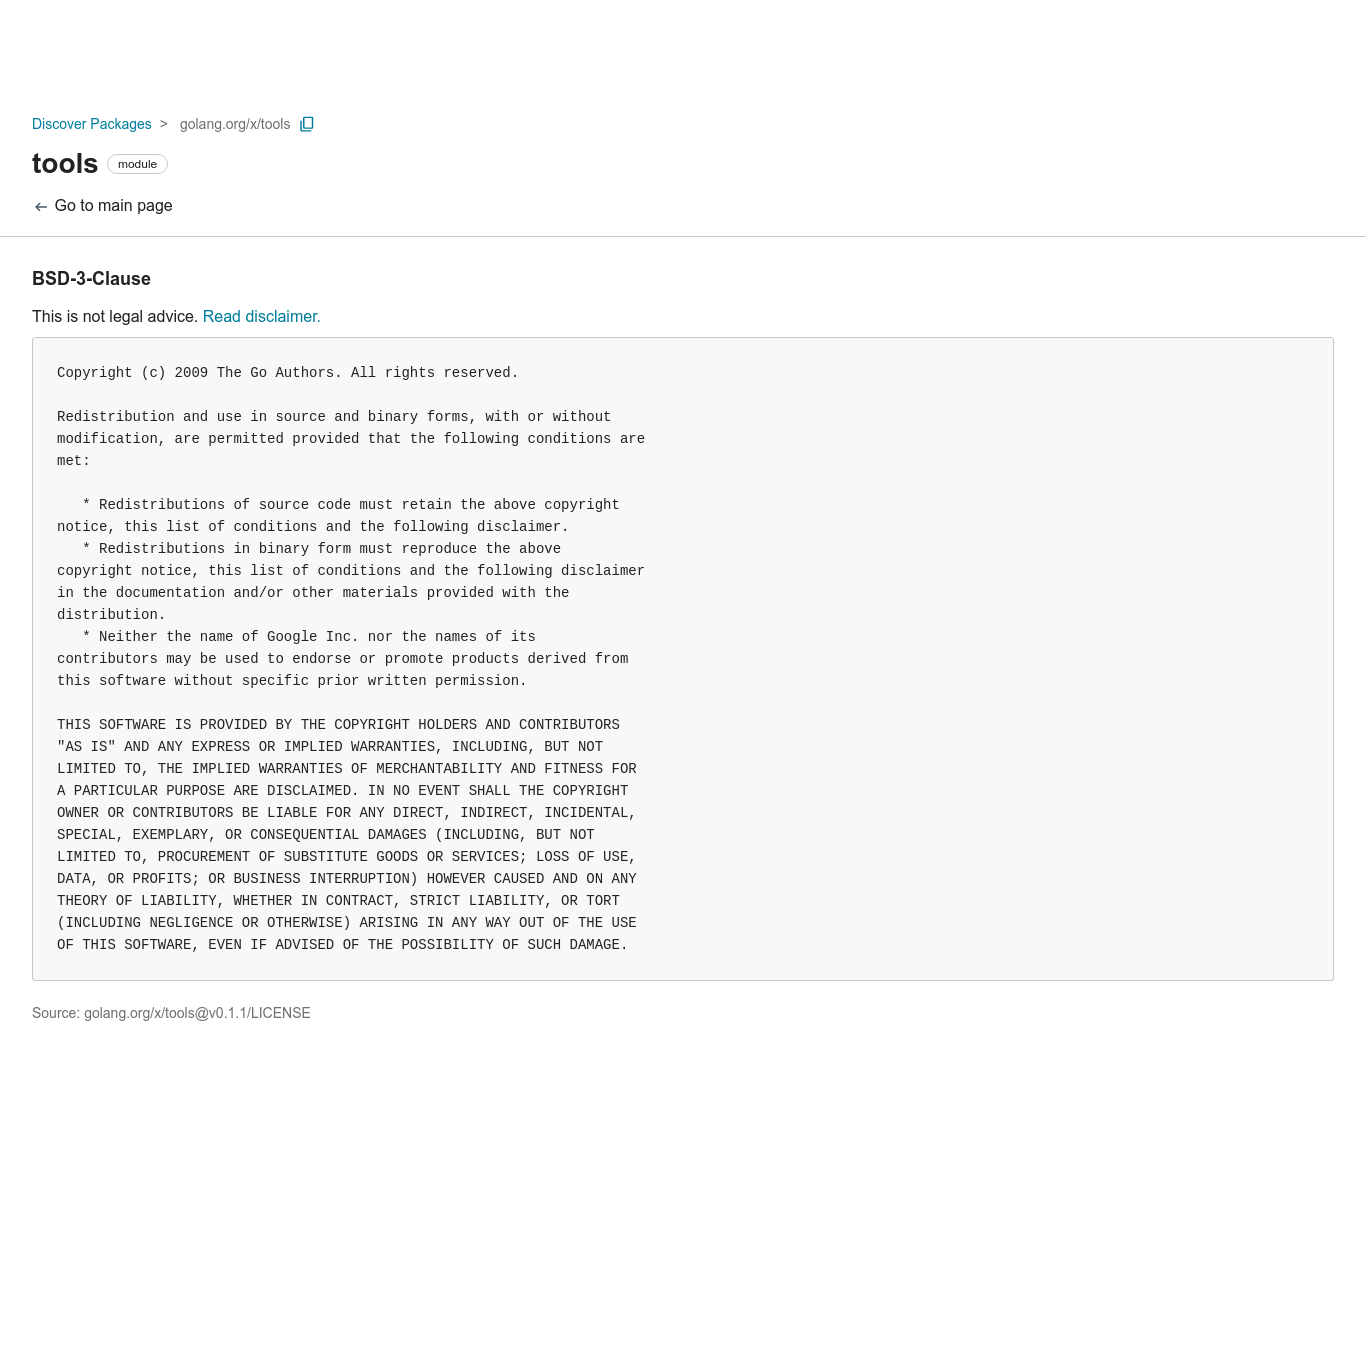 Discover Packages > golang.org/x/tools
tools module
← Go to main page
BSD-3-Clause
This is not legal advice. Read disclaimer.
Copyright (c) 2009 The Go Authors. All rights reserved.
Redistribution and use in source and binary forms, with or without
modification, are permitted provided that the following conditions are
met:
* Redistributions of source code must retain the above copyright
notice, this list of conditions and the following disclaimer.
* Redistributions in binary form must reproduce the above
copyright notice, this list of conditions and the following disclaimer
in the documentation and/or other materials provided with the
distribution.
* Neither the name of Google Inc. nor the names of its
contributors may be used to endorse or promote products derived from
this software without specific prior written permission.
THIS SOFTWARE IS PROVIDED BY THE COPYRIGHT HOLDERS AND CONTRIBUTORS
"AS IS" AND ANY EXPRESS OR IMPLIED WARRANTIES, INCLUDING, BUT NOT
LIMITED TO, THE IMPLIED WARRANTIES OF MERCHANTABILITY AND FITNESS FOR
A PARTICULAR PURPOSE ARE DISCLAIMED. IN NO EVENT SHALL THE COPYRIGHT
OWNER OR CONTRIBUTORS BE LIABLE FOR ANY DIRECT, INDIRECT, INCIDENTAL,
SPECIAL, EXEMPLARY, OR CONSEQUENTIAL DAMAGES (INCLUDING, BUT NOT
LIMITED TO, PROCUREMENT OF SUBSTITUTE GOODS OR SERVICES; LOSS OF USE,
DATA, OR PROFITS; OR BUSINESS INTERRUPTION) HOWEVER CAUSED AND ON ANY
THEORY OF LIABILITY, WHETHER IN CONTRACT, STRICT LIABILITY, OR TORT
(INCLUDING NEGLIGENCE OR OTHERWISE) ARISING IN ANY WAY OUT OF THE USE
OF THIS SOFTWARE, EVEN IF ADVISED OF THE POSSIBILITY OF SUCH DAMAGE.
Source: golang.org/x/tools@v0.1.1/LICENSE